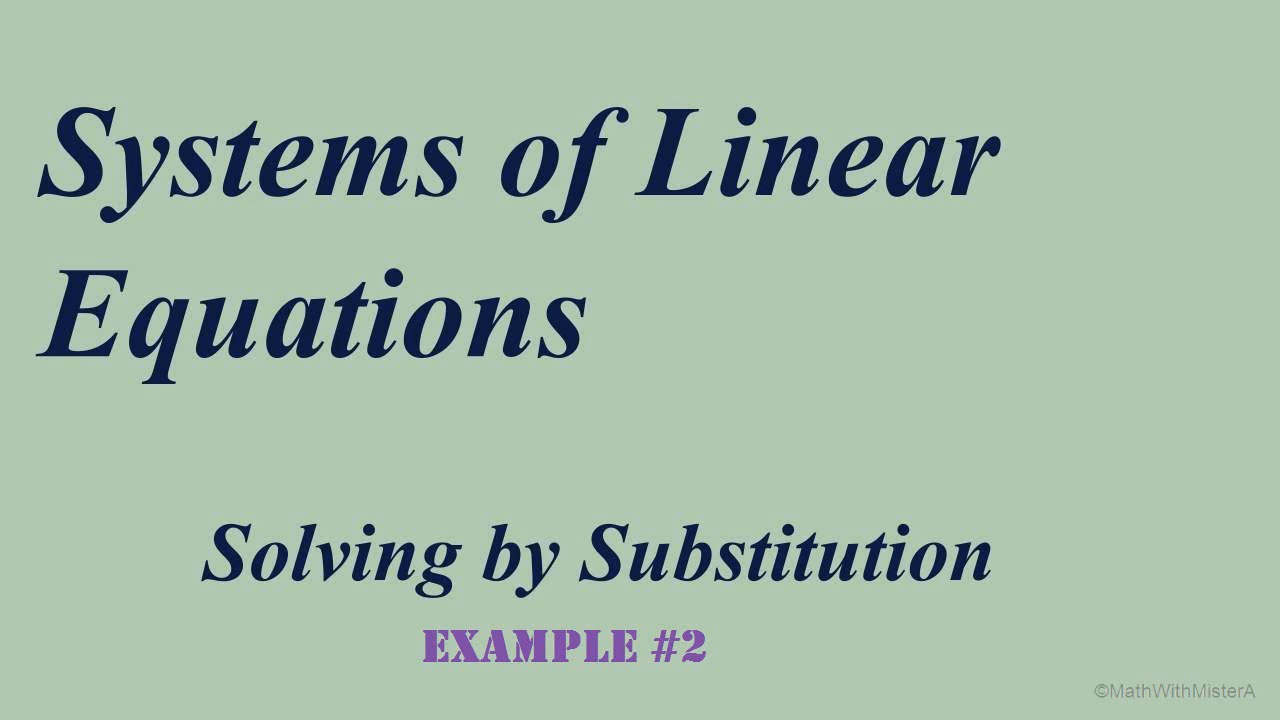 Systems of Linear
Equations
Solving by Substitution
EXAMPLE #2
©MathWithMisterA